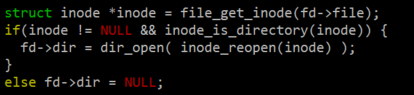 struct inode *inode = file_get_inode(fd->file);
if(inode != NULL && inode_is_directory(inode)) {
  fd->dir = dir_open( inode_reopen(inode) );
}
else fd->dir = NULL;